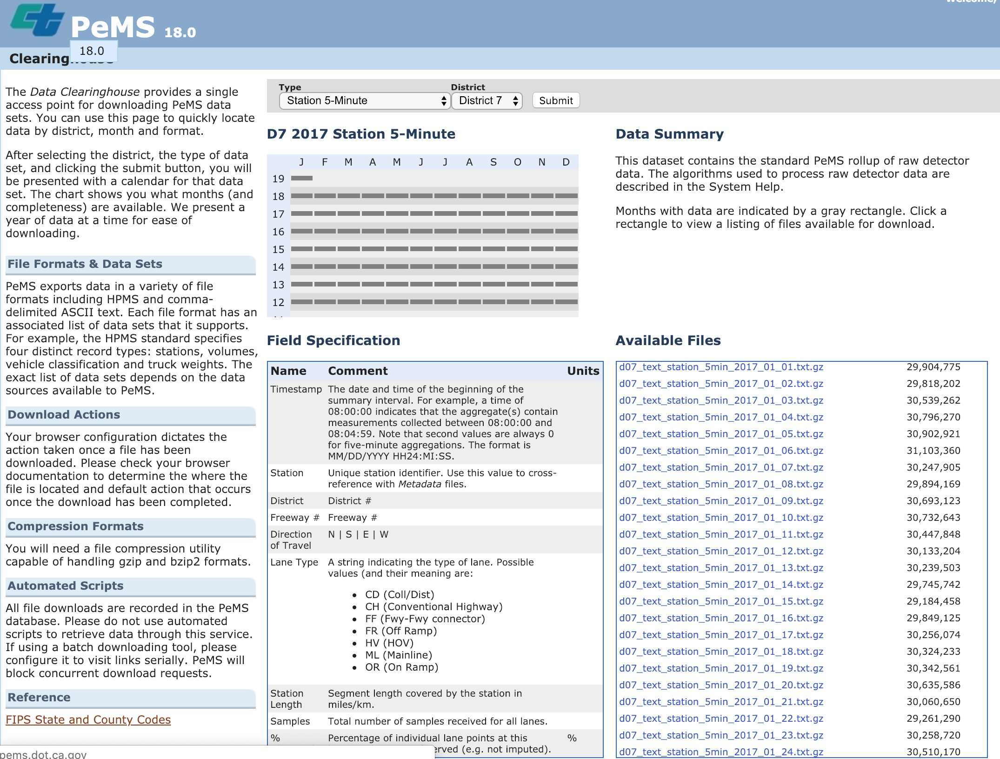 Welcome,
PeMS 18.0
18.0
Clearinghouse
The Data Clearinghouse provides a single
access point for downloading PeMS data
sets. You can use this page to quickly locate
data by district, month and format.
After selecting the district, the type of data
set, and clicking the submit button, you will
be presented with a calendar for that data
set. The chart shows you what months (and
completeness) are available. We present a
year of data at a time for ease of
downloading.
File Formats & Data Sets
PeMS exports data in a variety of file
formats including HPMS and comma-
delimited ASCII text. Each file format has an
associated list of data sets that it supports.
For example, the HPMS standard specifies
four distinct record types: stations, volumes,
vehicle classification and truck weights. The
exact list of data sets depends on the data
sources available to PeMS.
Download Actions
Your browser configuration dictates the
action taken once a file has been
downloaded. Please check your browser
documentation to determine the where the
file is located and default action that occurs
once the download has been completed.
Compression Formats
You will need a file compression utility
capable of handling gzip and bzip2 formats.
Automated Scripts
All file downloads are recorded in the PeMS
database. Please do not use automated
scripts to retrieve data through this service.
If using a batch downloading tool, please
configure it to visit links serially. PeMS will
block concurrent download requests.
Reference
FIPS State and County Codes
pems.dot.ca.gov
Type District
Station 5-Minute District 7 Submit
D7 2017 Station 5-Minute
J F M A M J J A S O N D
19
18
17
16
15
14
13
12
Data Summary
This dataset contains the standard PeMS rollup of raw detector
data. The algorithms used to process raw detector data are
described in the System Help.
Months with data are indicated by a gray rectangle. Click a
rectangle to view a listing of files available for download.
Field Specification
Name Comment Units
Timestamp The date and time of the beginning of the
summary interval. For example, a time of
08:00:00 indicates that the aggregate(s) contain
measurements collected between 08:00:00 and
08:04:59. Note that second values are always 0
for five-minute aggregations. The format is
MM/DD/YYYY HH24:MI:SS.
Station Unique station identifier. Use this value to cross-
reference with Metadata files.
District District #
Freeway # Freeway #
Direction N | S | E | W
of Travel
Lane Type A string indicating the type of lane. Possible
values (and their meaning are:
• CD (Coll/Dist)
• CH (Conventional Highway)
• FF (Fwy-Fwy connector)
• FR (Off Ramp)
• HV (HOV)
• ML (Mainline)
• OR (On Ramp)
Station Segment length covered by the station in
Length miles/km.
Samples Total number of samples received for all lanes.
% Percentage of individual lane points at this %
erved (e.g. not imputed).
Available Files
d07_text_station_5min_2017_01_01.txt.gz 29,904,775
d07_text_station_5min_2017_01_02.txt.gz 29,818,202
d07_text_station_5min_2017_01_03.txt.gz 30,539,262
d07_text_station_5min_2017_01_04.txt.gz 30,796,270
d07_text_station_5min_2017_01_05.txt.gz 30,902,921
d07_text_station_5min_2017_01_06.txt.gz 31,103,360
d07_text_station_5min_2017_01_07.txt.gz 30,247,905
d07_text_station_5min_2017_01_08.txt.gz 29,894,169
d07_text_station_5min_2017_01_09.txt.gz 30,693,123
d07_text_station_5min_2017_01_10.txt.gz 30,732,643
d07_text_station_5min_2017_01_11.txt.gz 30,447,848
d07_text_station_5min_2017_01_12.txt.gz 30,133,204
d07_text_station_5min_2017_01_13.txt.gz 30,239,503
d07_text_station_5min_2017_01_14.txt.gz 29,745,742
d07_text_station_5min_2017_01_15.txt.gz 29,184,458
d07_text_station_5min_2017_01_16.txt.gz 29,849,125
d07_text_station_5min_2017_01_17.txt.gz 30,256,074
d07_text_station_5min_2017_01_18.txt.gz 30,324,233
d07_text_station_5min_2017_01_19.txt.gz 30,342,561
d07_text_station_5min_2017_01_20.txt.gz 30,635,586
d07_text_station_5min_2017_01_21.txt.gz 30,060,650
d07_text_station_5min_2017_01_22.txt.gz 29,261,290
d07_text_station_5min_2017_01_23.txt.gz 30,258,720
d07_text_station_5min_2017_01_24.txt.gz 30,510,170